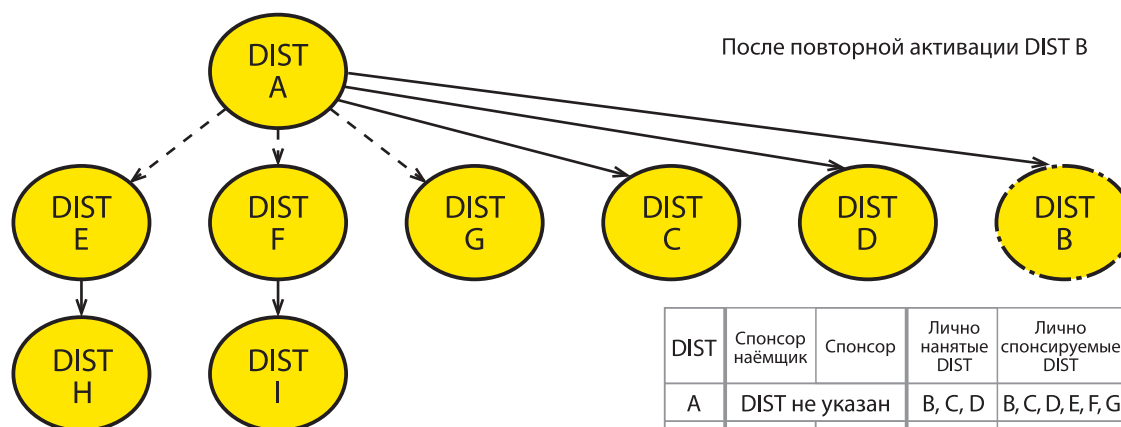 DIST
A
После повторной активации DIST B
DIST
E
DIST
F
DIST
G
DIST
C
DIST
D
DIST
B
DIST
H
DIST
I
DIST
Спонсор
наёмщик
Спонсор
Лично
нанятые
DIST
Лично
спонсируемые
DIST
A
DIST не указан
B, C, D
B, C, D, E, F, G